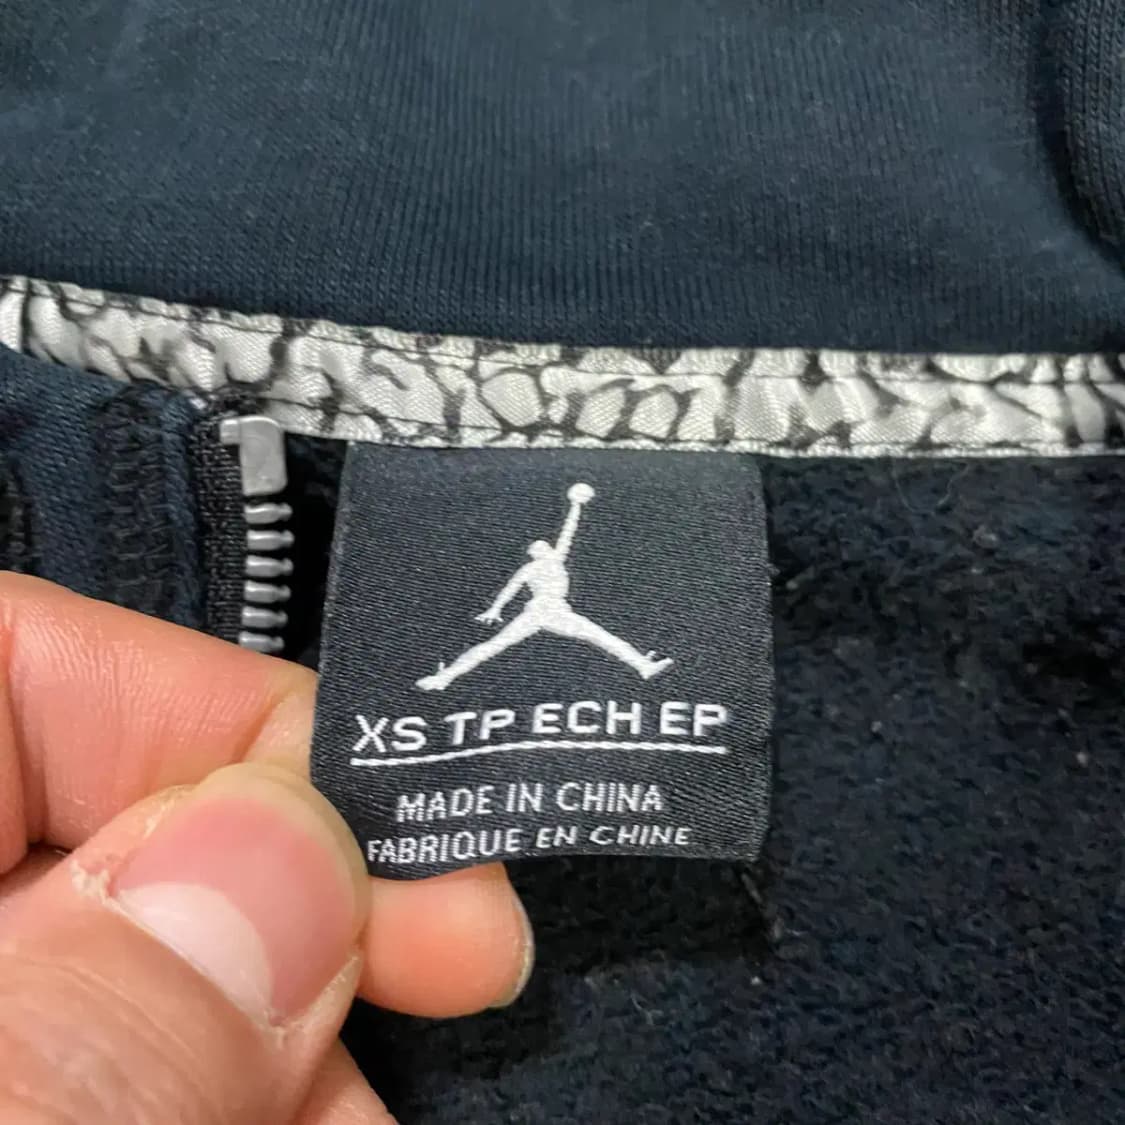 XS TP ECH EP
MADE IN CHINA
FABRIQUE EN CHINE